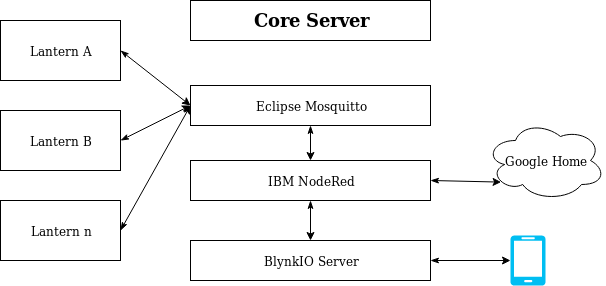 Core Server
Lantern A
Eclipse Mosquitto
Lantern B
Google Home
IBM NodeRed
Lantern n
BlynkIO Server